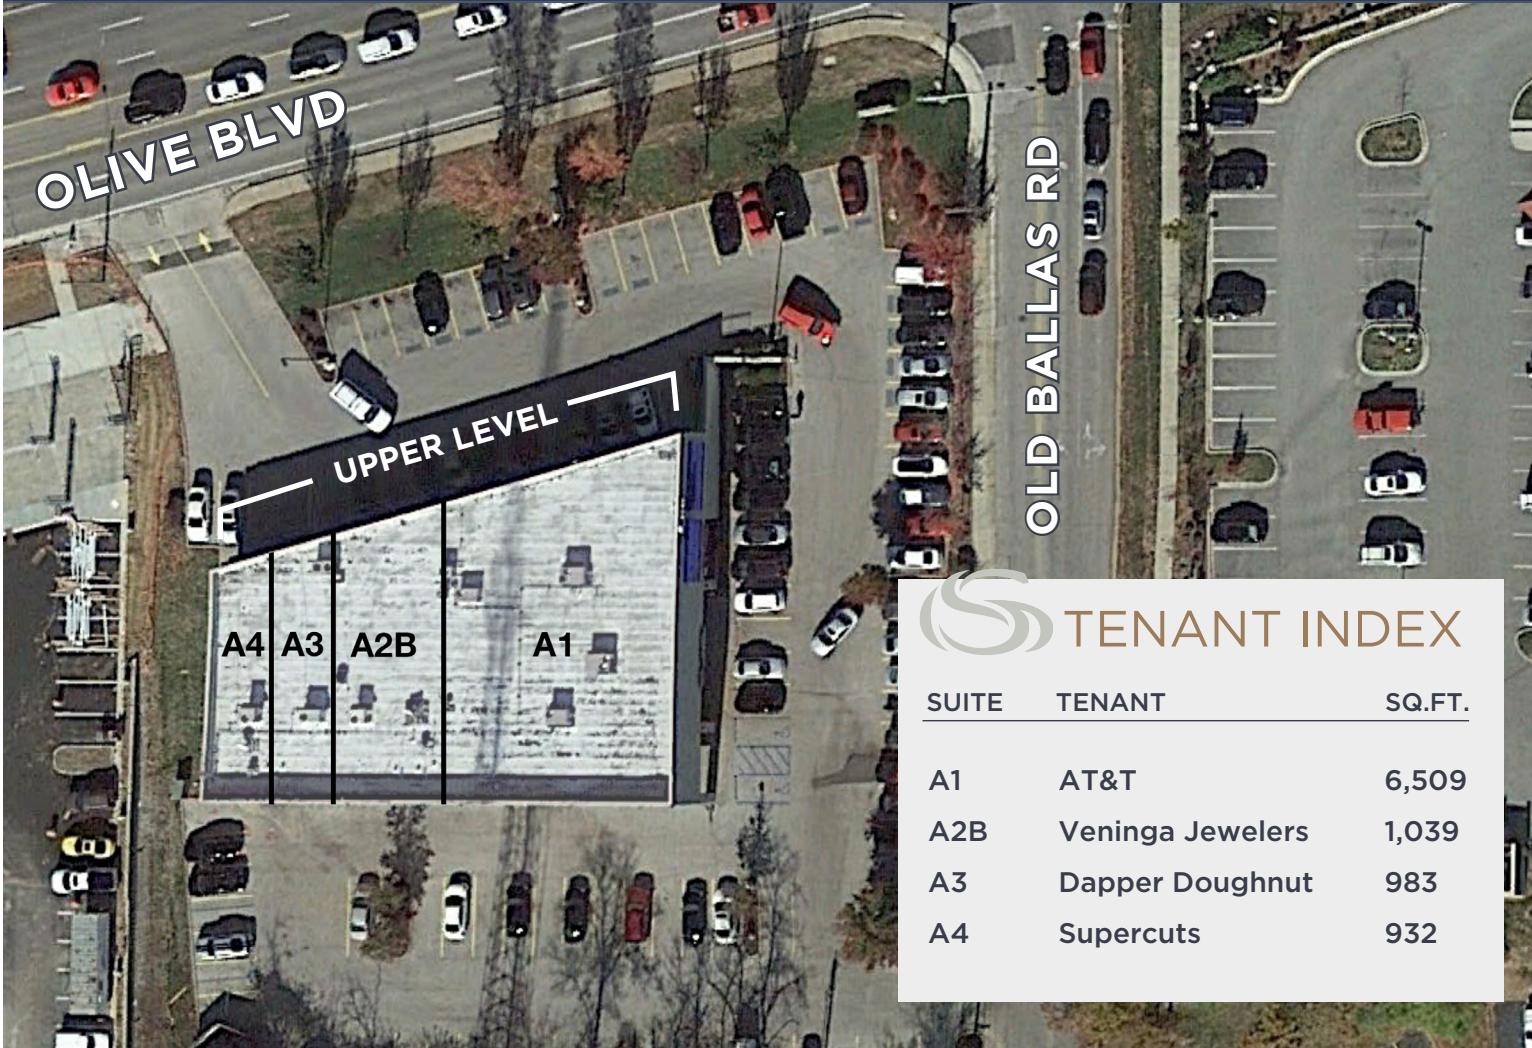 OLIVE BLVD
OLD BALLAS RD
UPPER LEVEL
A4 A3 A2B A1
TENANT INDEX
SUITE TENANT SQ.FT.
A1 AT&T 6,509
A2B Veninga Jewelers 1,039
A3 Dapper Doughnut 983
A4 Supercuts 932